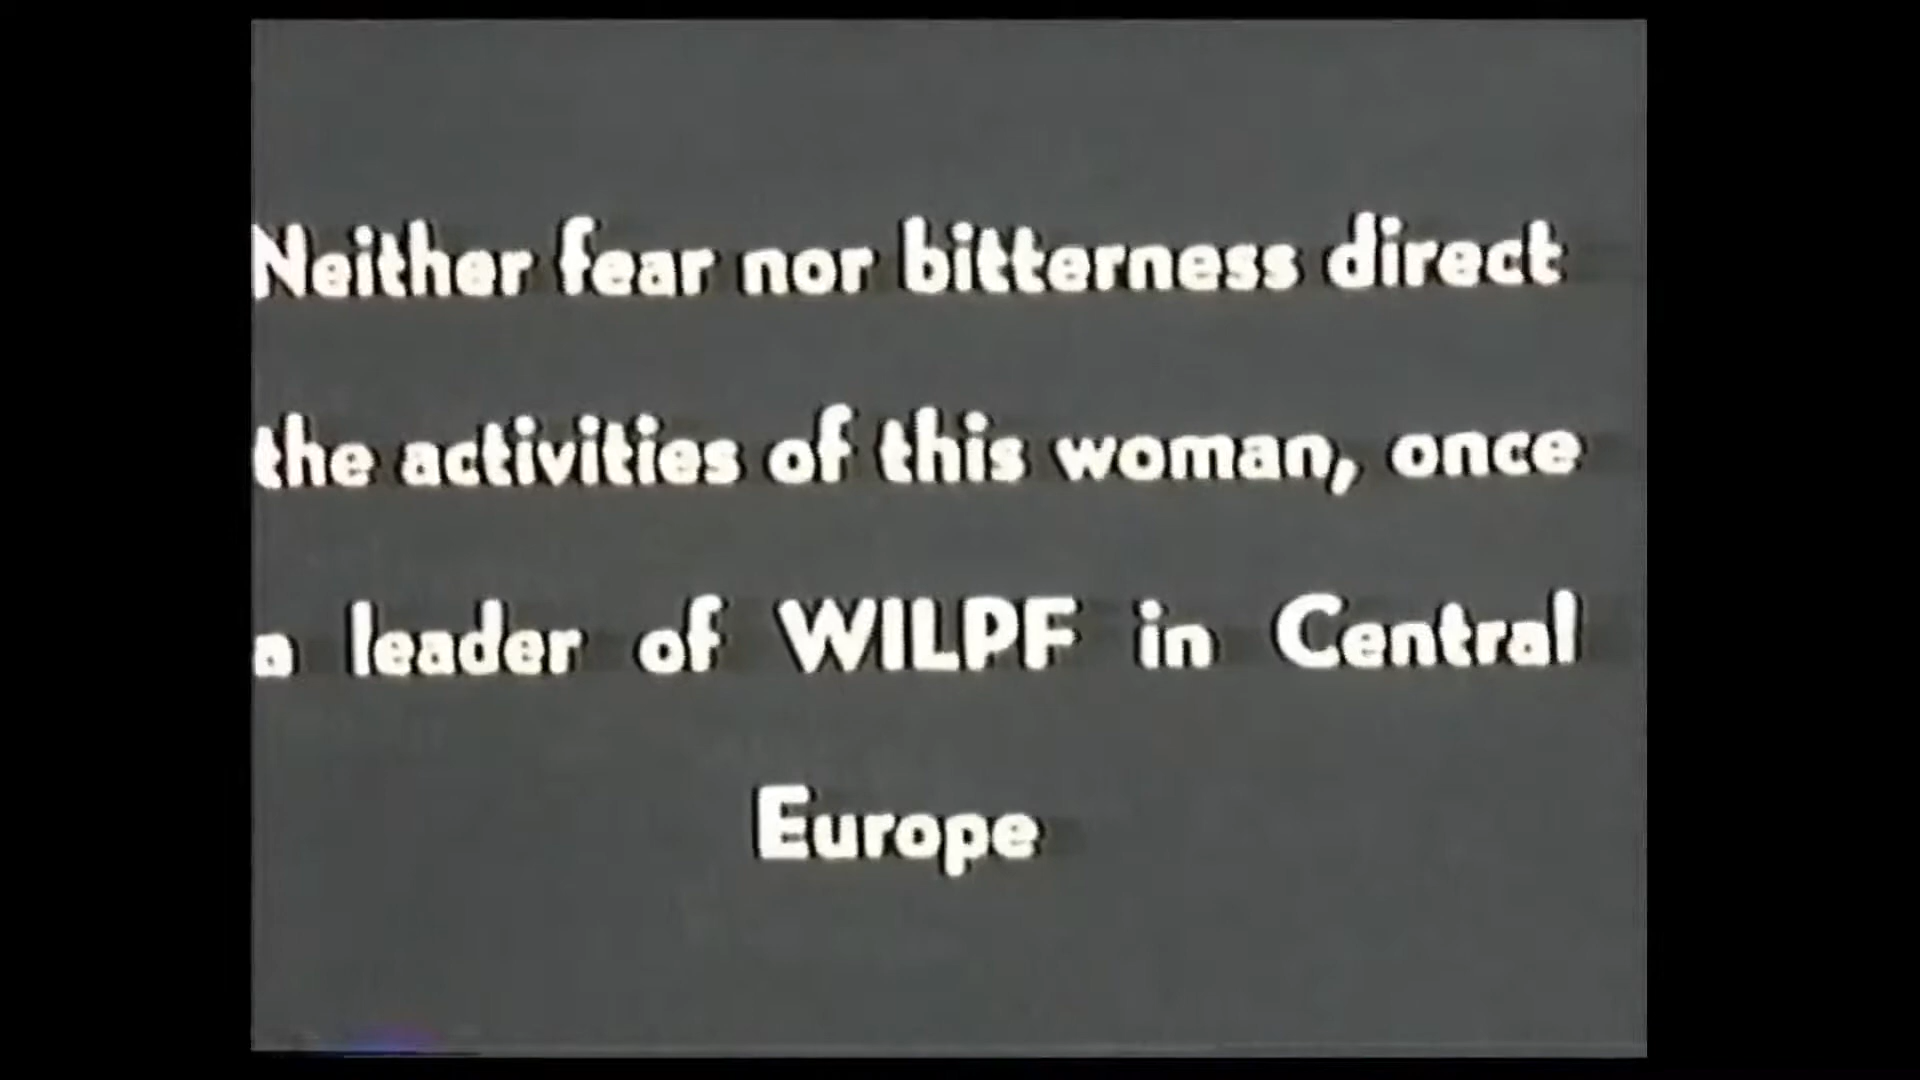 Neither fear nor bitterness direct
the activities of this woman, once
a leader of WILPF in Central
Europe